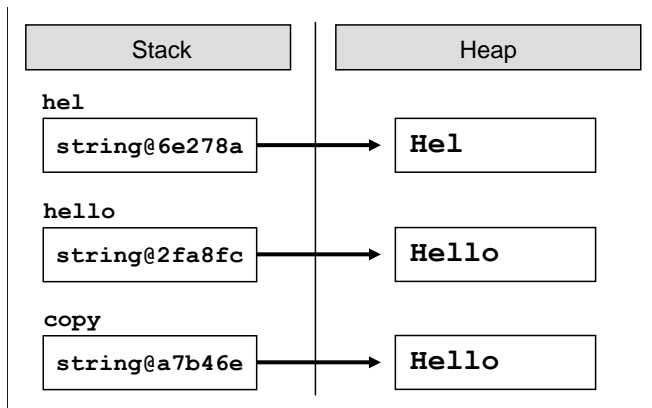 Stack Heap
hel
string@6e278a Hel
hello
string@2fa8fc Hello
copy
string@a7b46e Hello